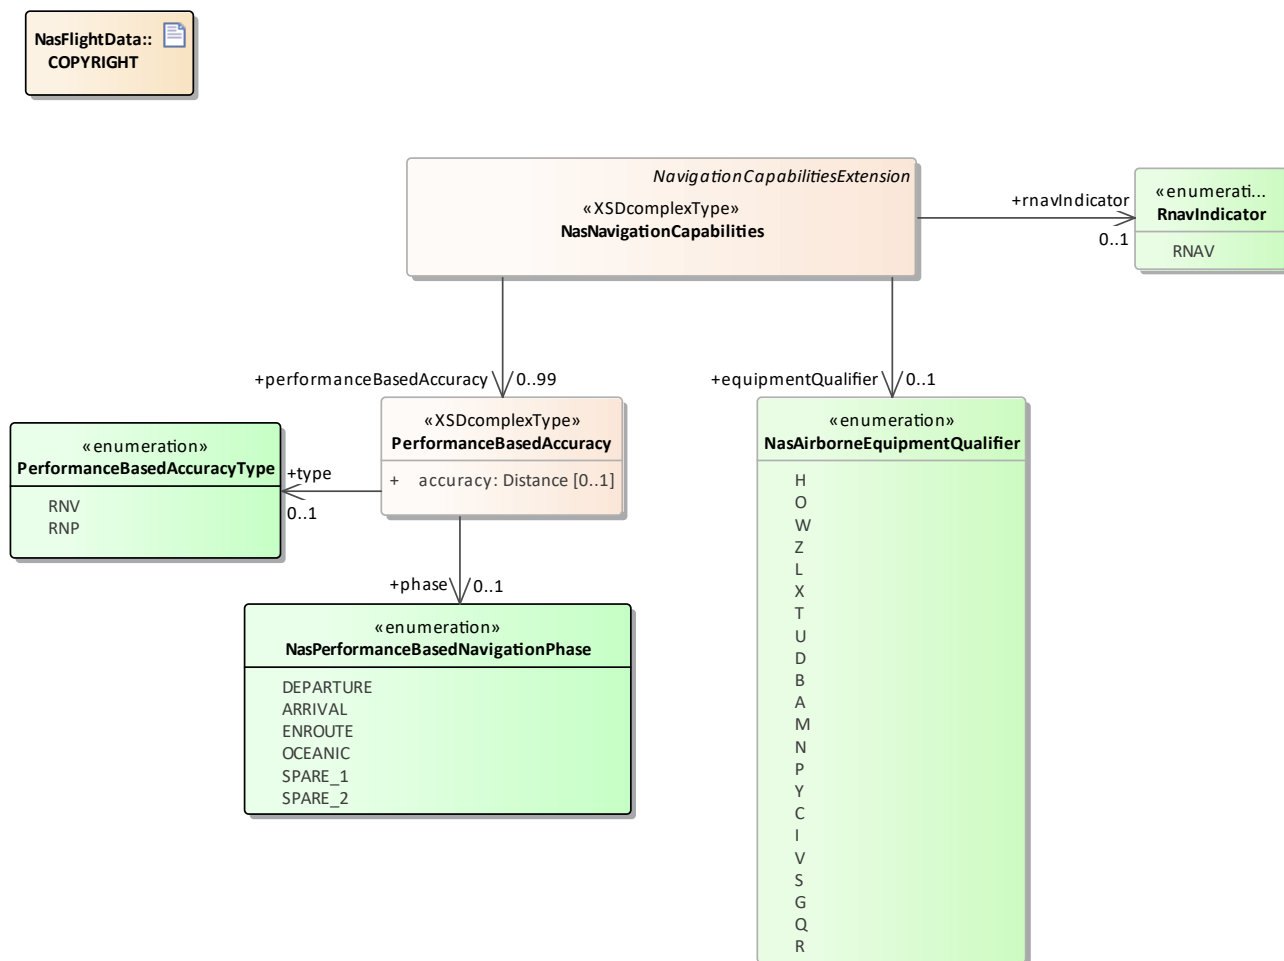 NasFlightData::
COPYRIGHT
NavigationCapabilitiesExtension
«XSDcomplexType»
NasNavigationCapabilities
+rnavIndicator
0..1
«enumerati...
RnavIndicator
RNAV
+performanceBasedAccuracy
0..99
+equipmentQualifier
0..1
«enumeration»
PerformanceBasedAccuracyType
RNV
RNP
+type
0..1
«XSDcomplexType»
PerformanceBasedAccuracy
+ accuracy: Distance [0..1]
+phase
0..1
«enumeration»
NasPerformanceBasedNavigationPhase
DEPARTURE
ARRIVAL
ENROUTE
OCEANIC
SPARE_1
SPARE_2
«enumeration»
NasAirborneEquipmentQualifier
H
O
W
Z
L
X
T
U
D
B
A
M
N
P
Y
C
I
V
S
G
Q
R